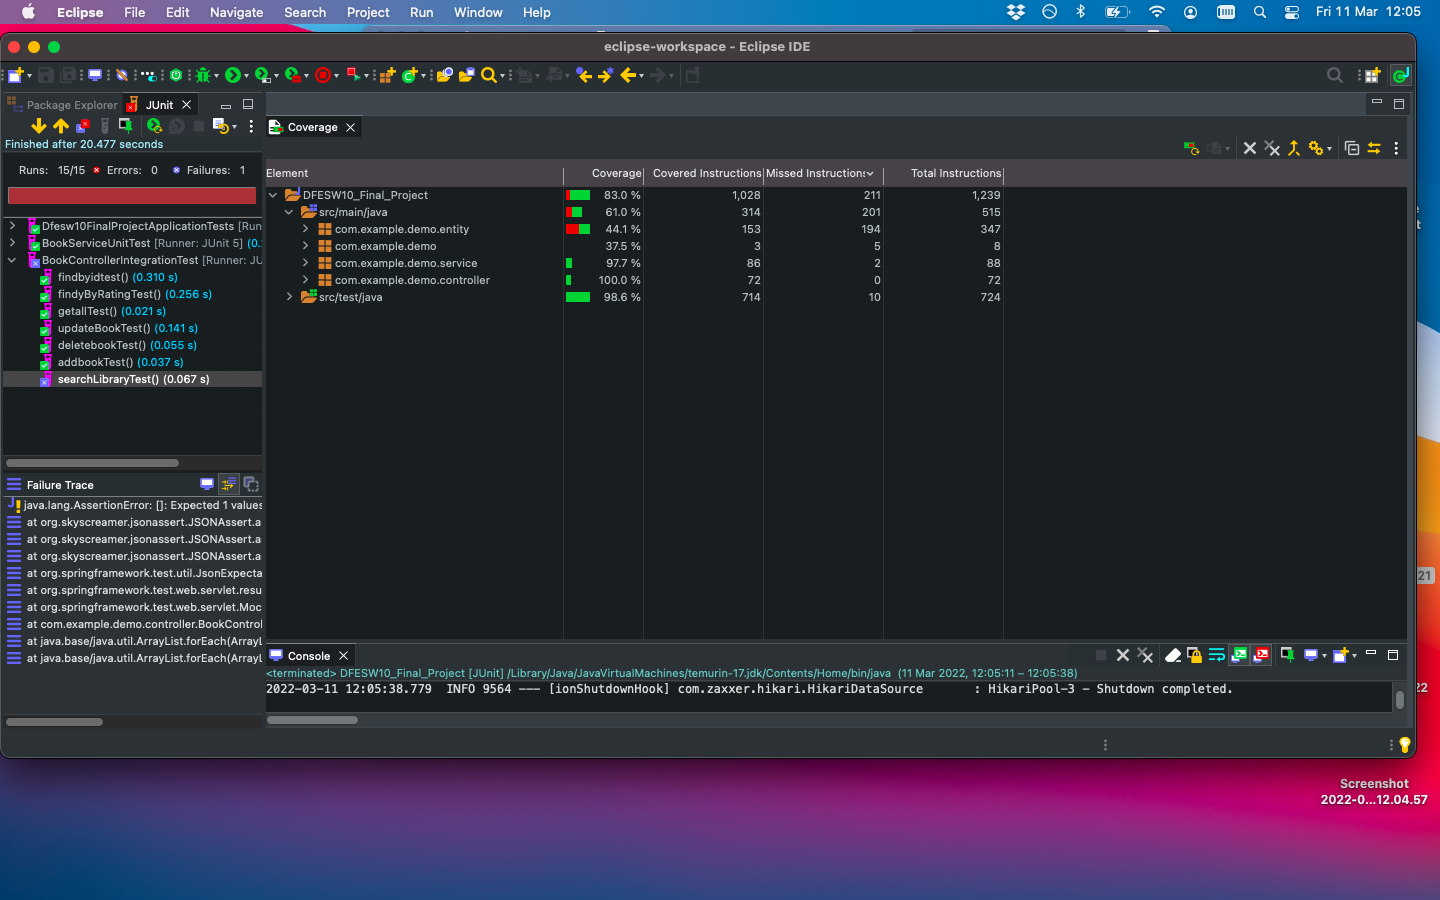 Eclipse File Edit Navigate Search Project Run Window Help Fri 11 Mar 12:05
eclipse-workspace - Eclipse IDE
Package Explorer JUnit
Finished after 20.477 seconds
Runs: 15/15 Errors: 0 Failures: 1
Dfesw10FinalProjectApplicationTests [Run
BookServiceUnitTest [Runner: JUnit 5] (0.
BookControllerIntegrationTest [Runner: JU
findbyidtest() (0.310 s)
findyByRatingTest() (0.256 s)
getallTest() (0.021 s)
updateBookTest() (0.141 s)
deletebookTest() (0.055 s)
addbookTest() (0.037 s)
searchLibraryTest() (0.067 s)
Failure Trace
java.lang.AssertionError: []: Expected 1 values
at org.skyscreamer.jsonassert.JSONAssert.a
at org.skyscreamer.jsonassert.JSONAssert.a
at org.skyscreamer.jsonassert.JSONAssert.a
at org.springframework.test.util.JsonExpecta
at org.springframework.test.web.servlet.resu
at org.springframework.test.web.servlet.Moc
at com.example.demo.controller.BookControl
at java.base/java.util.ArrayList.forEach(ArrayL
at java.base/java.util.ArrayList.forEach(ArrayL
Coverage
Element Coverage Covered Instructions Missed Instructions Total Instructions
DFESW10_Final_Project 83.0 % 1,028 211 1,239
src/main/java 61.0 % 314 201 515
com.example.demo.entity 44.1 % 153 194 347
com.example.demo 37.5 % 3 5 8
com.example.demo.service 97.7 % 86 2 88
com.example.demo.controller 100.0 % 72 0 72
src/test/java 98.6 % 714 10 724
Console
<terminated> DFESW10_Final_Project [JUnit] /Library/Java/JavaVirtualMachines/temurin-17.jdk/Contents/Home/bin/java (11 Mar 2022, 12:05:11 – 12:05:38)
2022-03-11 12:05:38.779 INFO 9564 --- [ionShutdownHook] com.zaxxer.hikari.HikariDataSource : HikariPool-3 - Shutdown completed.
21
22
Screenshot
2022-0...12.04.57